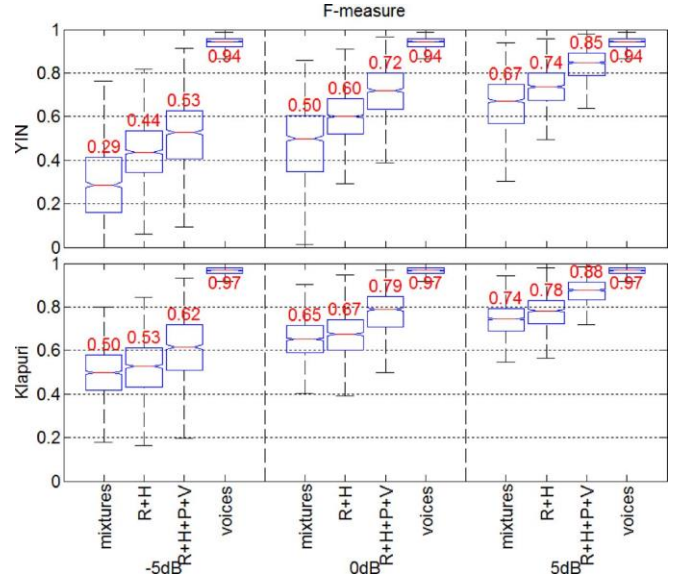 F-measure
YIN
1
0.8
0.6
0.4
0.2
0
0.29
0.44
0.53
0.94
0.50
0.60
0.72
0.94
0.67
0.74
0.85
0.94
Klapuri
1
0.8
0.6
0.4
0.2
0
0.50
0.53
0.62
0.97
0.65
0.67
0.79
0.97
0.74
0.78
0.88
0.97
mixtures
R+H
R+H+P+V
voices
mixtures
R+H
R+H+P+V
voices
mixtures
R+H
R+H+P+V
voices
-5dB
0dB
5dB